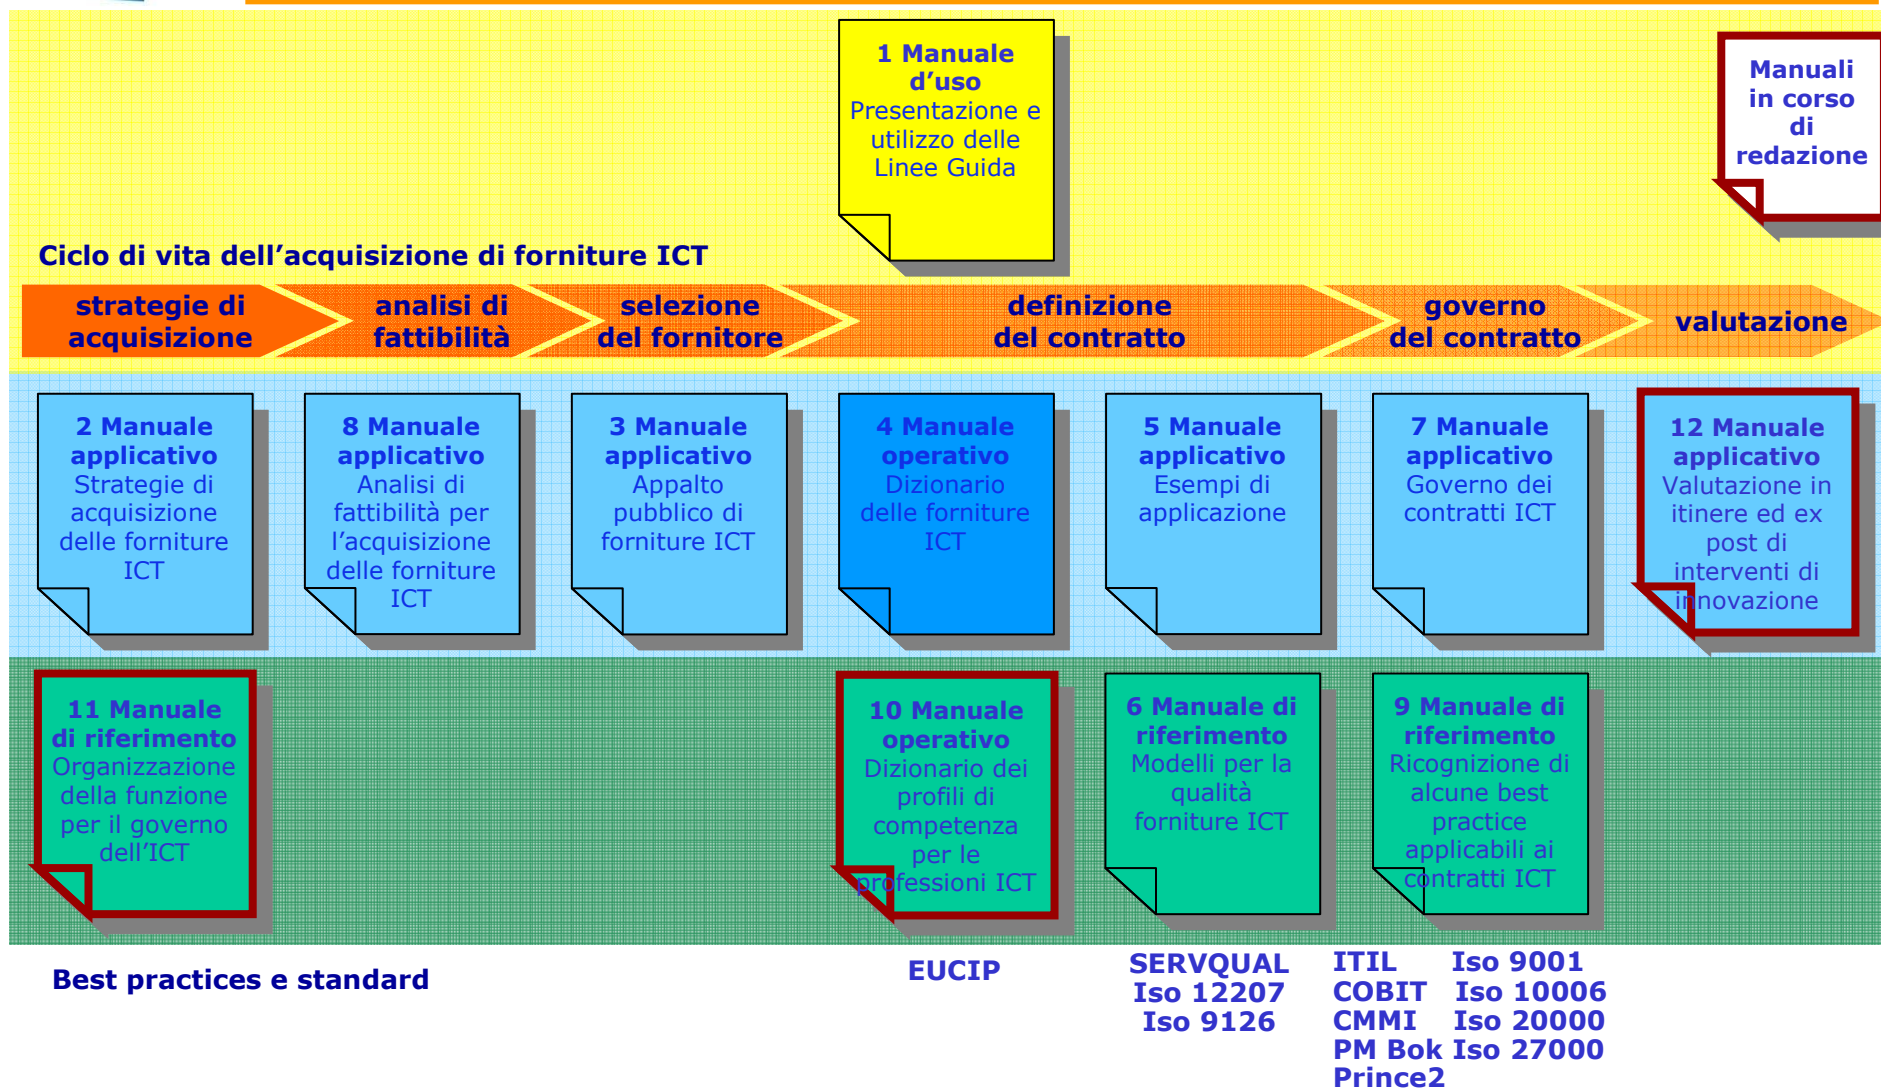 1 Manuale
d’uso
Presentazione e
utilizzo delle
Linee Guida
Manuali
in corso
di
redazione
Ciclo di vita dell’acquisizione di forniture ICT
strategie di
acquisizione
analisi di
fattibilità
selezione
del fornitore
definizione
del contratto
governo
del contratto
valutazione
2 Manuale
applicativo
Strategie di
acquisizione
delle forniture
ICT
8 Manuale
applicativo
Analisi di
fattibilità per
l’acquisizione
delle forniture
ICT
3 Manuale
applicativo
Appalto
pubblico di
forniture ICT
4 Manuale
operativo
Dizionario
delle forniture
ICT
5 Manuale
applicativo
Esempi di
applicazione
7 Manuale
applicativo
Governo dei
contratti ICT
12 Manuale
applicativo
Valutazione in
itinere ed ex
post di
interventi di
innovazione
11 Manuale
di riferimento
Organizzazione
della funzione
per il governo
dell’ICT
10 Manuale
operativo
Dizionario dei
profili di
competenza
per le
professioni ICT
6 Manuale di
riferimento
Modelli per la
qualità
forniture ICT
9 Manuale di
riferimento
Ricognizione di
alcune best
practice
applicabili ai
contratti ICT
Best practices e standard
EUCIP
SERVQUAL
Iso 12207
Iso 9126
ITIL Iso 9001
COBIT Iso 10006
CMMI Iso 20000
PM Bok Iso 27000
Prince2